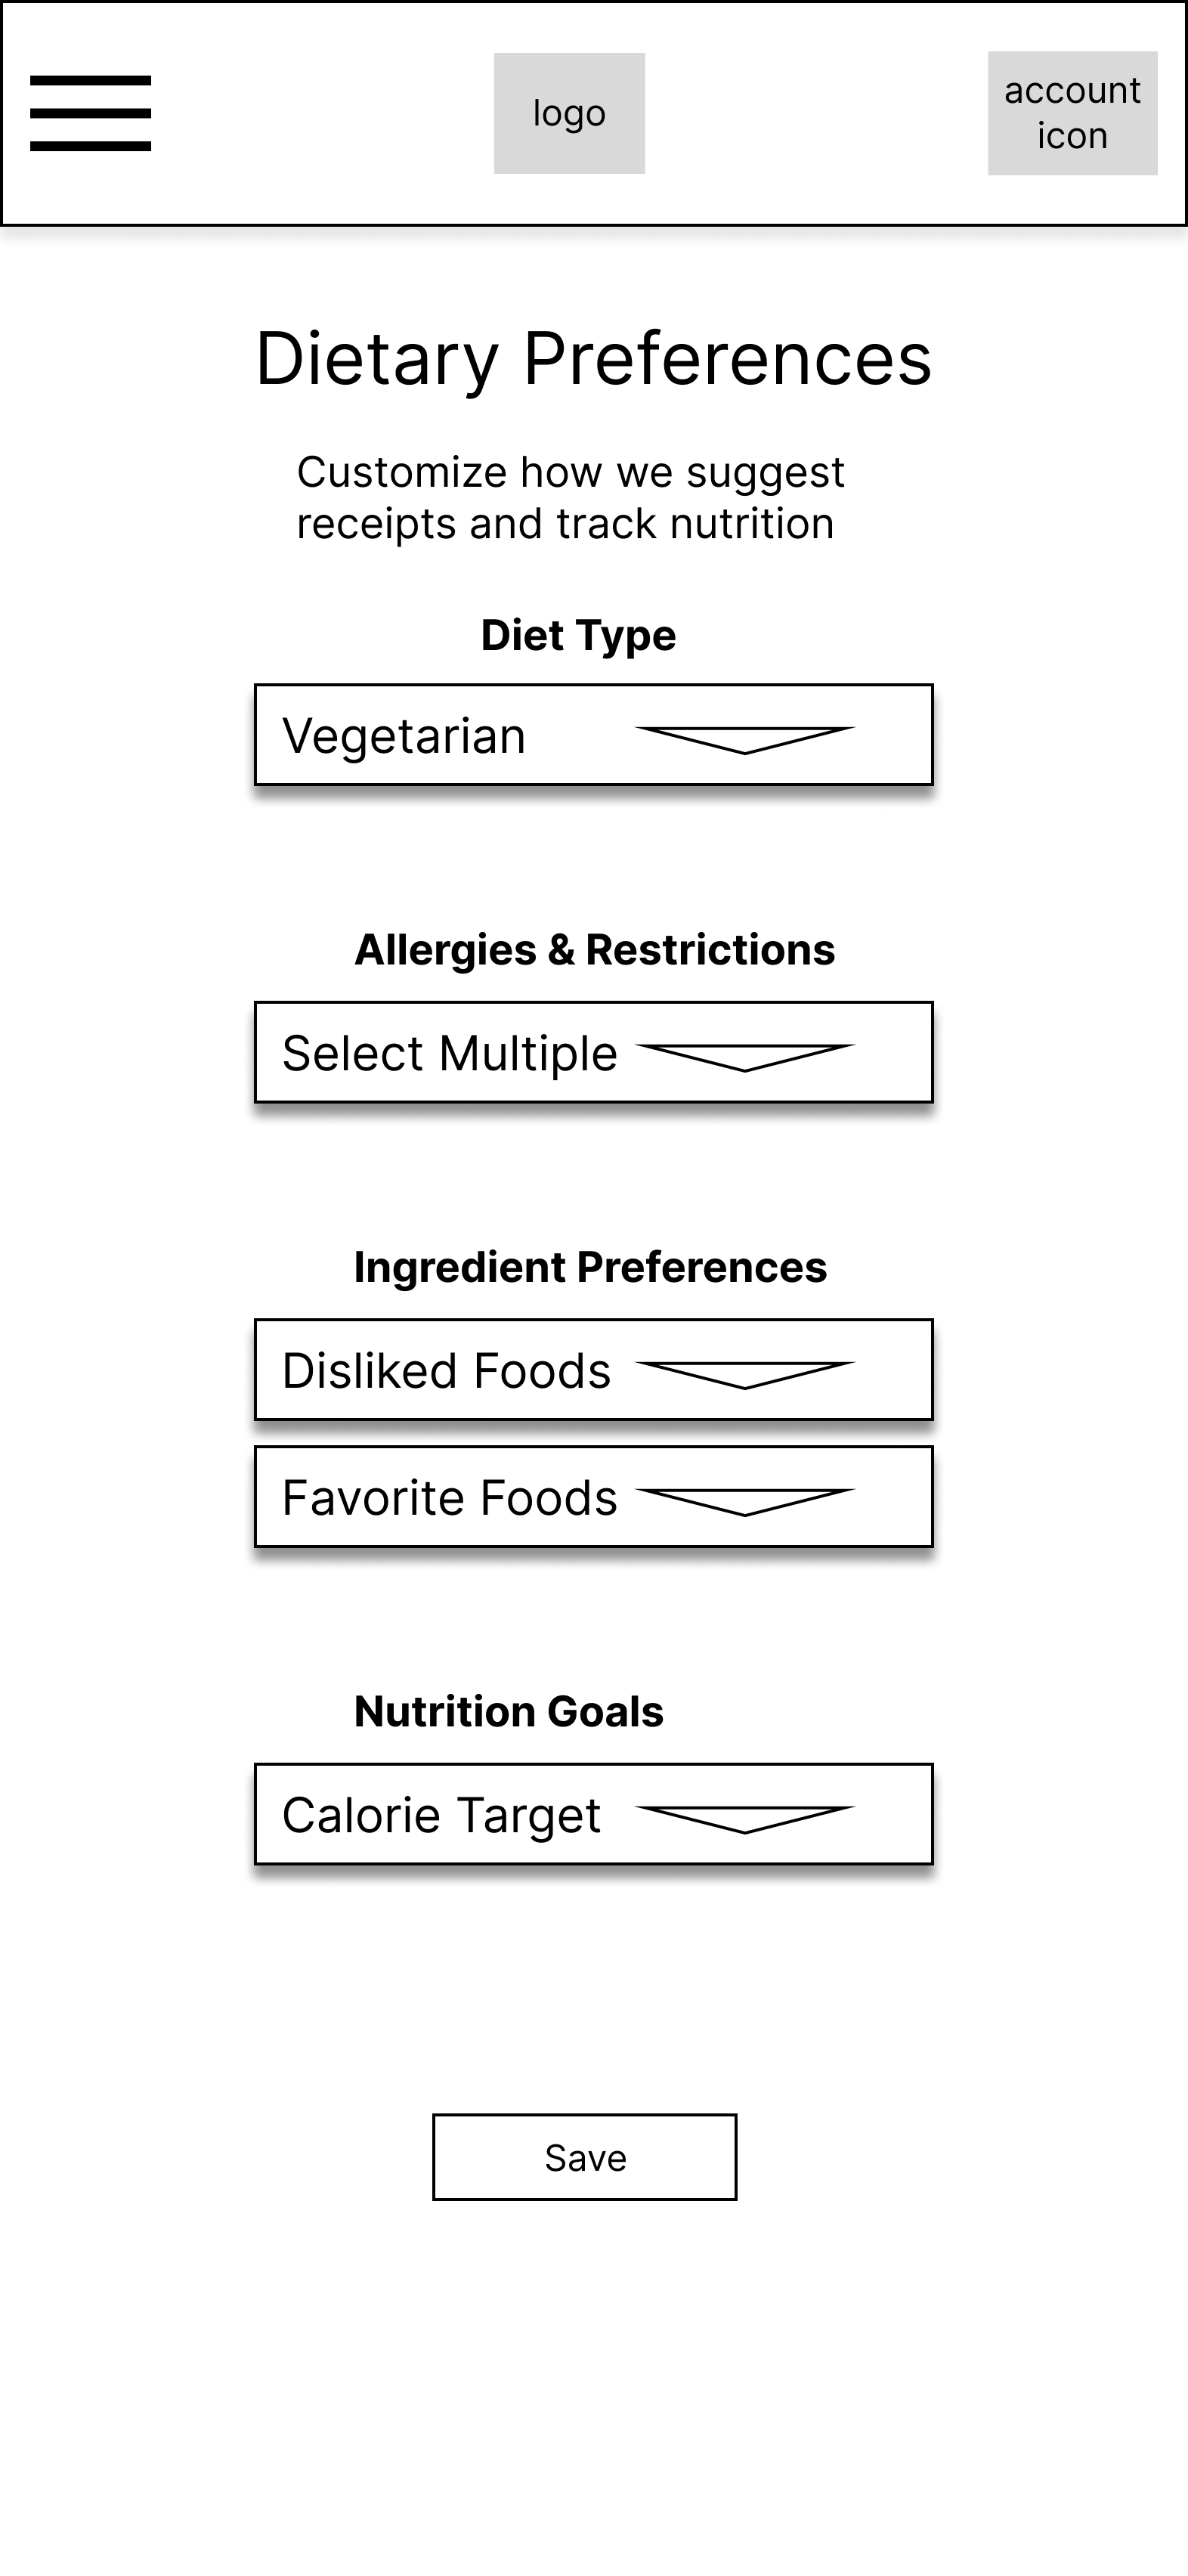 logo
account
icon
Dietary Preferences
Customize how we suggest
receipts and track nutrition
Diet Type
Vegetarian
Allergies & Restrictions
Select Multiple
Ingredient Preferences
Disliked Foods
Favorite Foods
Nutrition Goals
Calorie Target
Save